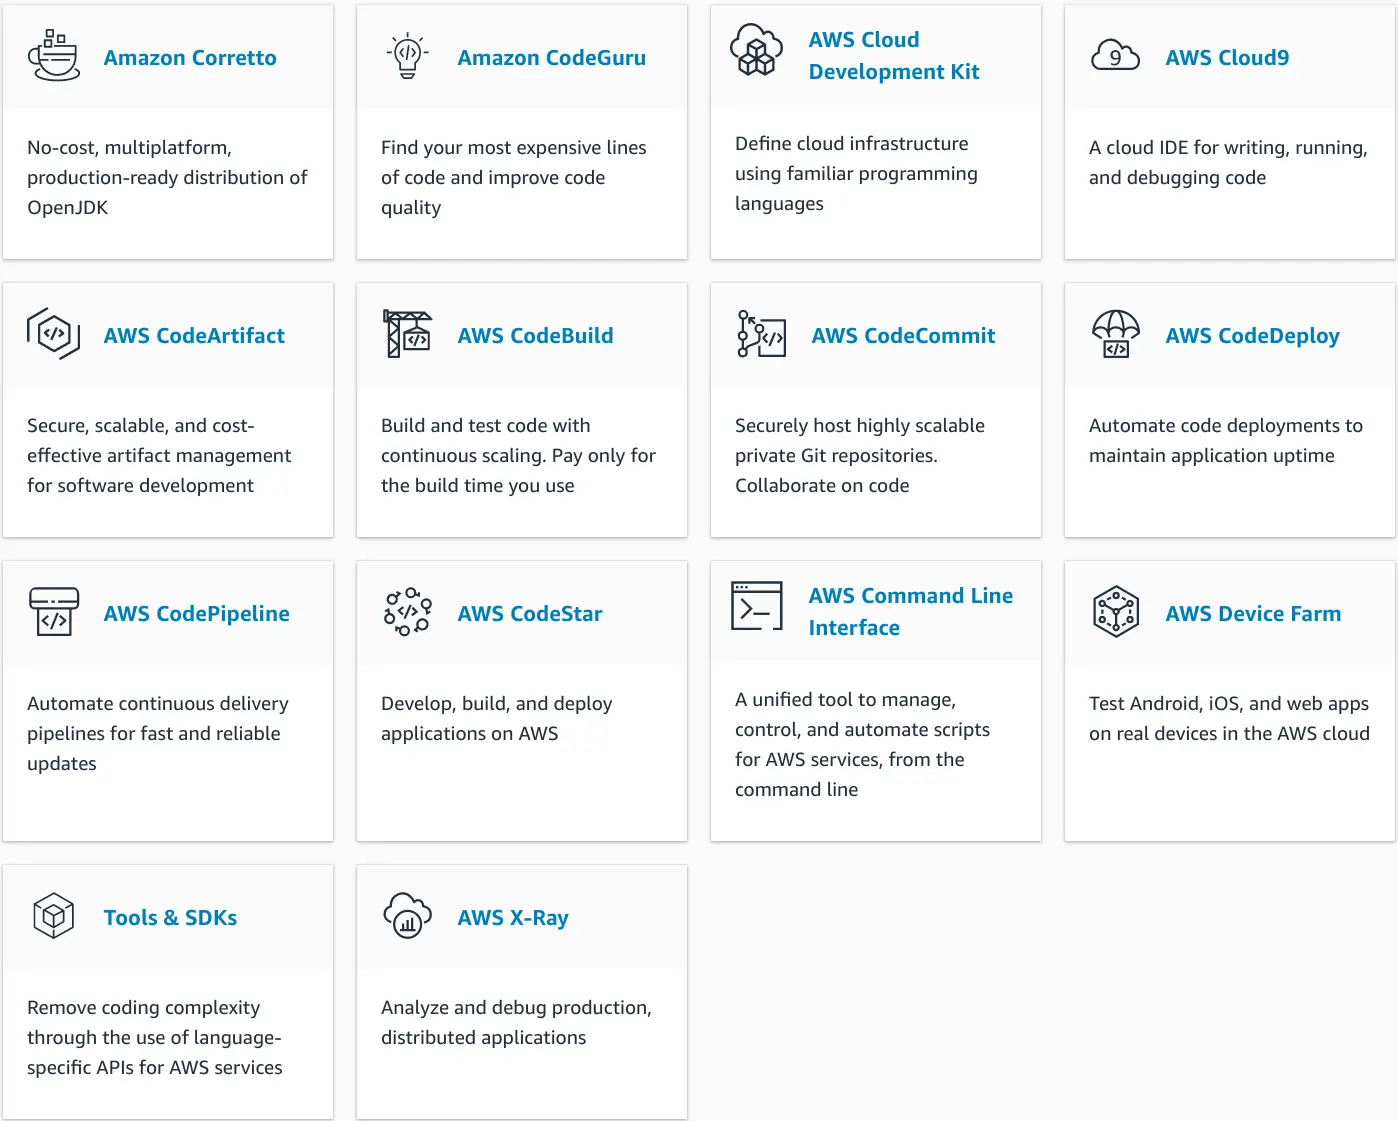 Amazon Corretto
No-cost, multiplatform,
production-ready distribution of
OpenJDK
Amazon CodeGuru
Find your most expensive lines
of code and improve code
quality
AWS Cloud
Development Kit
Define cloud infrastructure
using familiar programming
languages
9
AWS Cloud9
A cloud IDE for writing, running,
and debugging code
AWS CodeArtifact
Secure, scalable, and cost-
effective artifact management
for software development
AWS CodeBuild
Build and test code with
continuous scaling. Pay only for
the build time you use
AWS CodeCommit
Securely host highly scalable
private Git repositories.
Collaborate on code
AWS CodeDeploy
Automate code deployments to
maintain application uptime
AWS CodePipeline
Automate continuous delivery
pipelines for fast and reliable
updates
AWS CodeStar
Develop, build, and deploy
applications on AWS
AWS Command Line
Interface
A unified tool to manage,
control, and automate scripts
for AWS services, from the
command line
AWS Device Farm
Test Android, iOS, and web apps
on real devices in the AWS cloud
Tools & SDKs
Remove coding complexity
through the use of language-
specific APIs for AWS services
AWS X-Ray
Analyze and debug production,
distributed applications